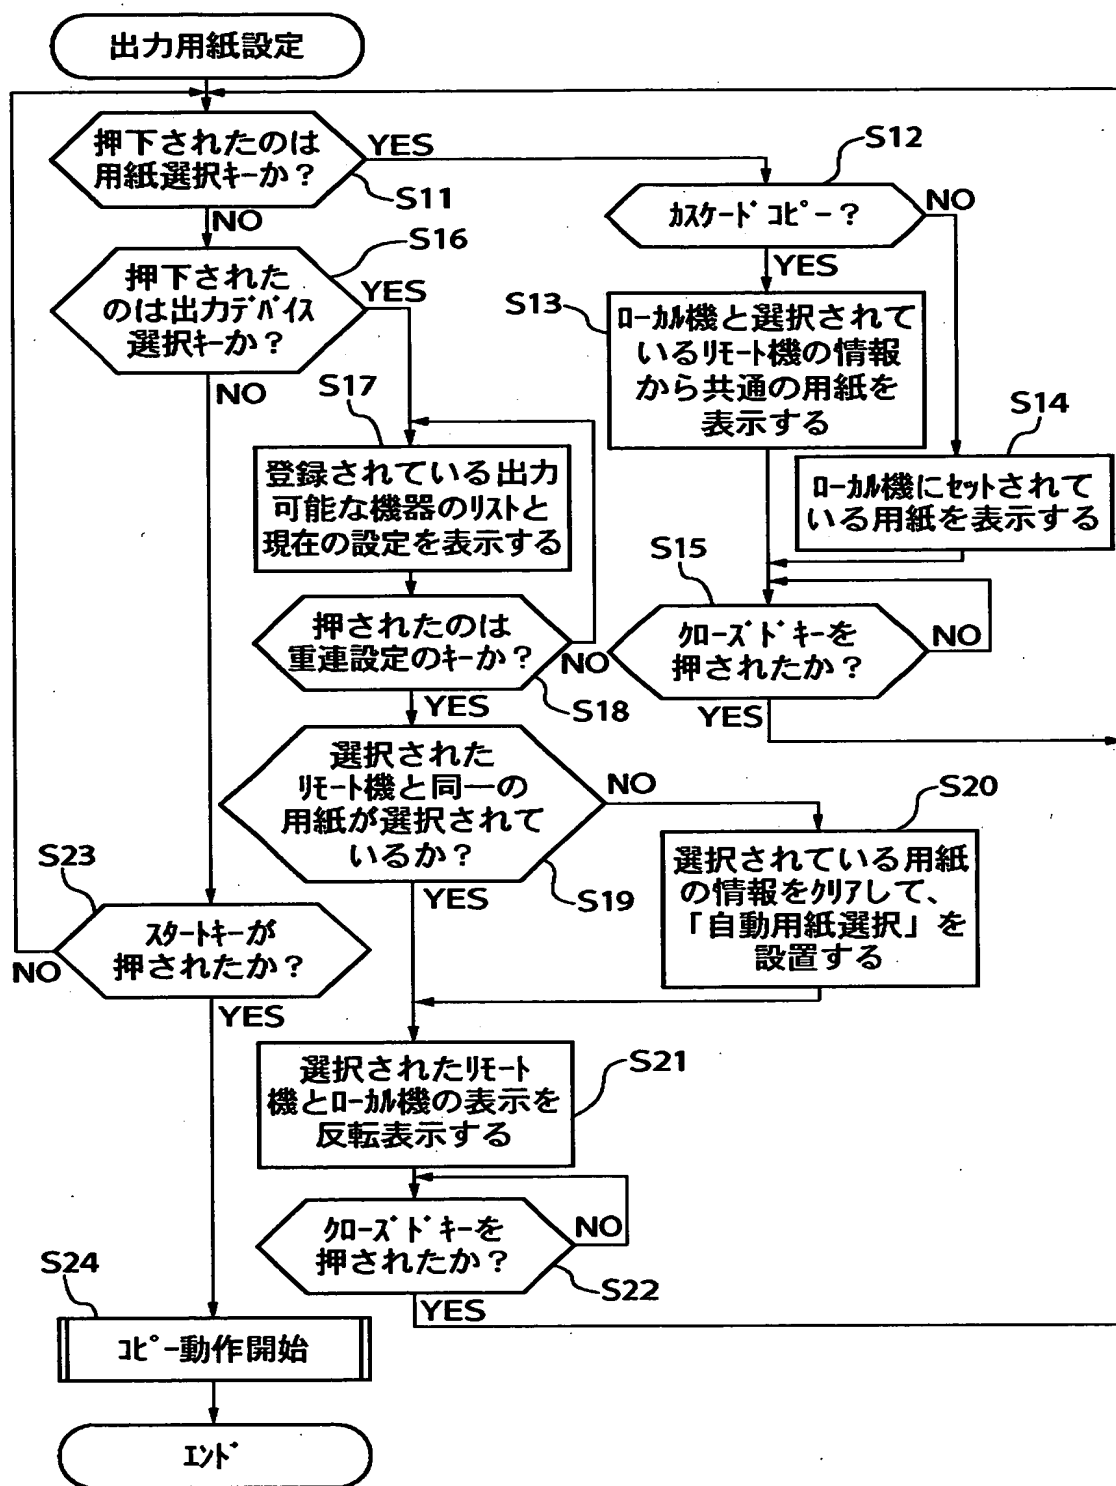 出力用紙設定
押下されたのは
用紙選択キーか？
YES
S11
NO
S12
カスケードコピー？
NO
YES
S16
押下された
のは出力デバイス
選択キーか？
YES
NO
S13
ローカル機と選択されて
いるリモート機の情報
から共通の用紙を
表示する
S14
ローカル機にセットされて
いる用紙を表示する
S17
登録されている出力
可能な機器のリストと
現在の設定を表示する
S15
クローズドキーを
押されたか？
NO
YES
押されたのは
重連設定のキーか？
NO
S18
YES
選択された
リモート機と同一の
用紙が選択されて
いるか？
NO
S19
YES
S20
選択されている用紙
の情報をクリアして、
「自動用紙選択」を
設置する
S23
スタートキーが
押されたか？
NO
YES
S21
選択されたリモート
機とローカル機の表示を
反転表示する
クローズドキーを
押されたか？
NO
S22
YES
S24
コピー動作開始
エンド